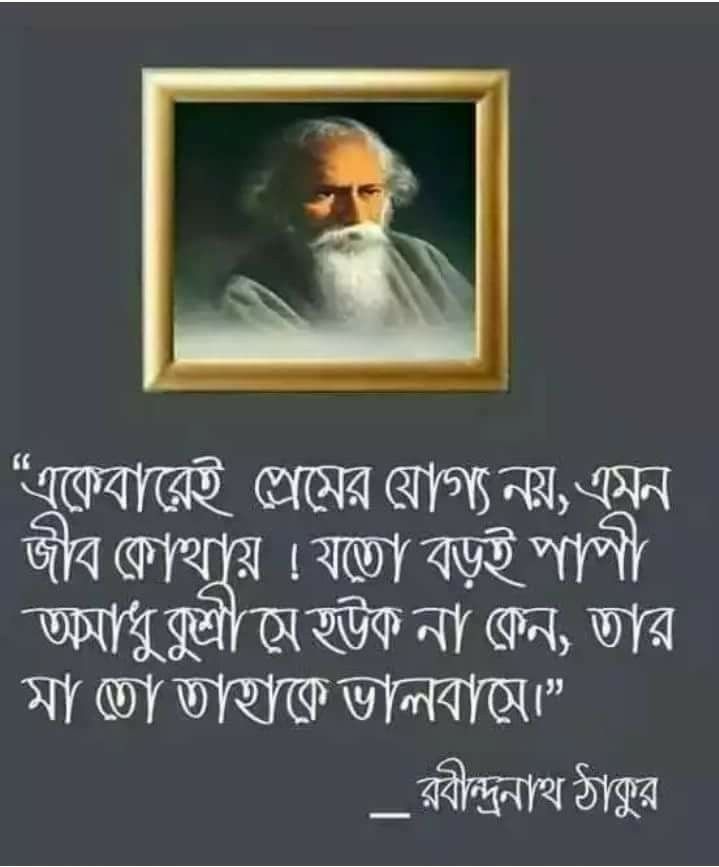 “একেবারেই প্রেমের যোগ্য নয়, এমন
জীব কোথায় ! যতো বড়ই পাপী
অসাধু কুশ্রী সে হউক না কেন, তার
মা তো তাহাকে ভালবাসে।”
_ রবীন্দ্রনাথ ঠাকুর